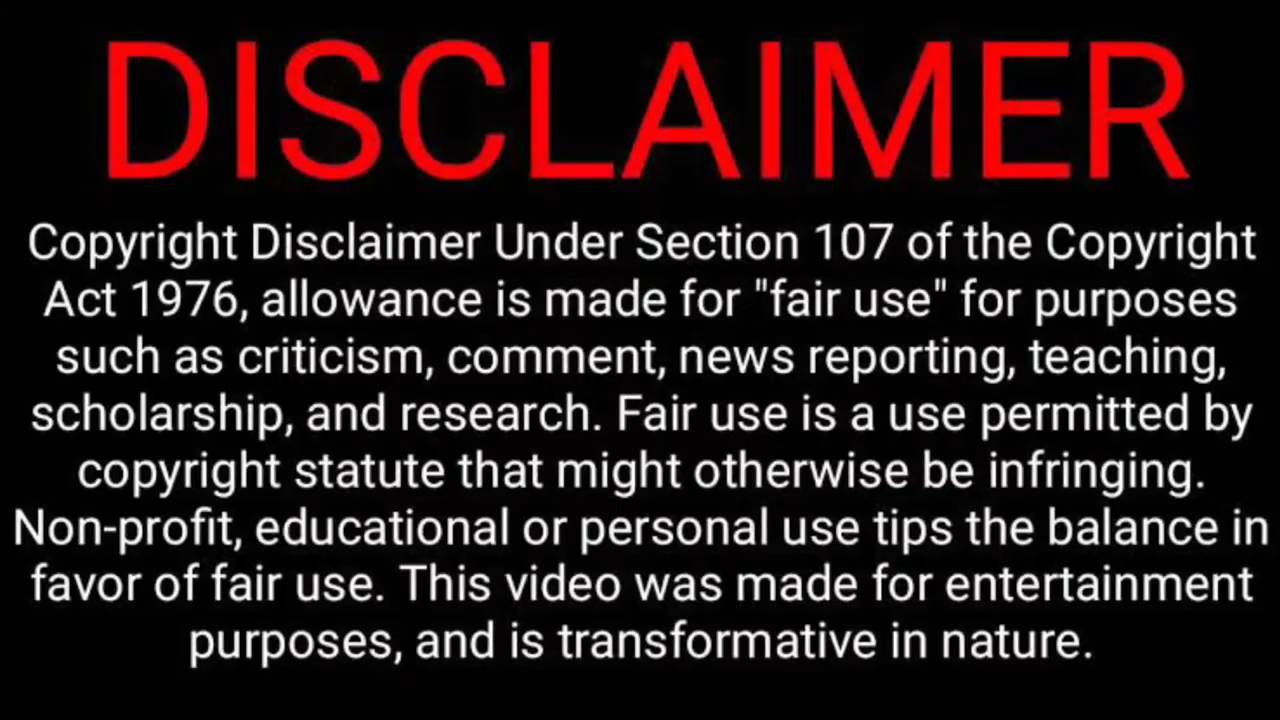 DISCLAIMER
Copyright Disclaimer Under Section 107 of the Copyright
Act 1976, allowance is made for "fair use" for purposes
such as criticism, comment, news reporting, teaching,
scholarship, and research. Fair use is a use permitted by
copyright statute that might otherwise be infringing.
Non-profit, educational or personal use tips the balance in
favor of fair use. This video was made for entertainment
purposes, and is transformative in nature.